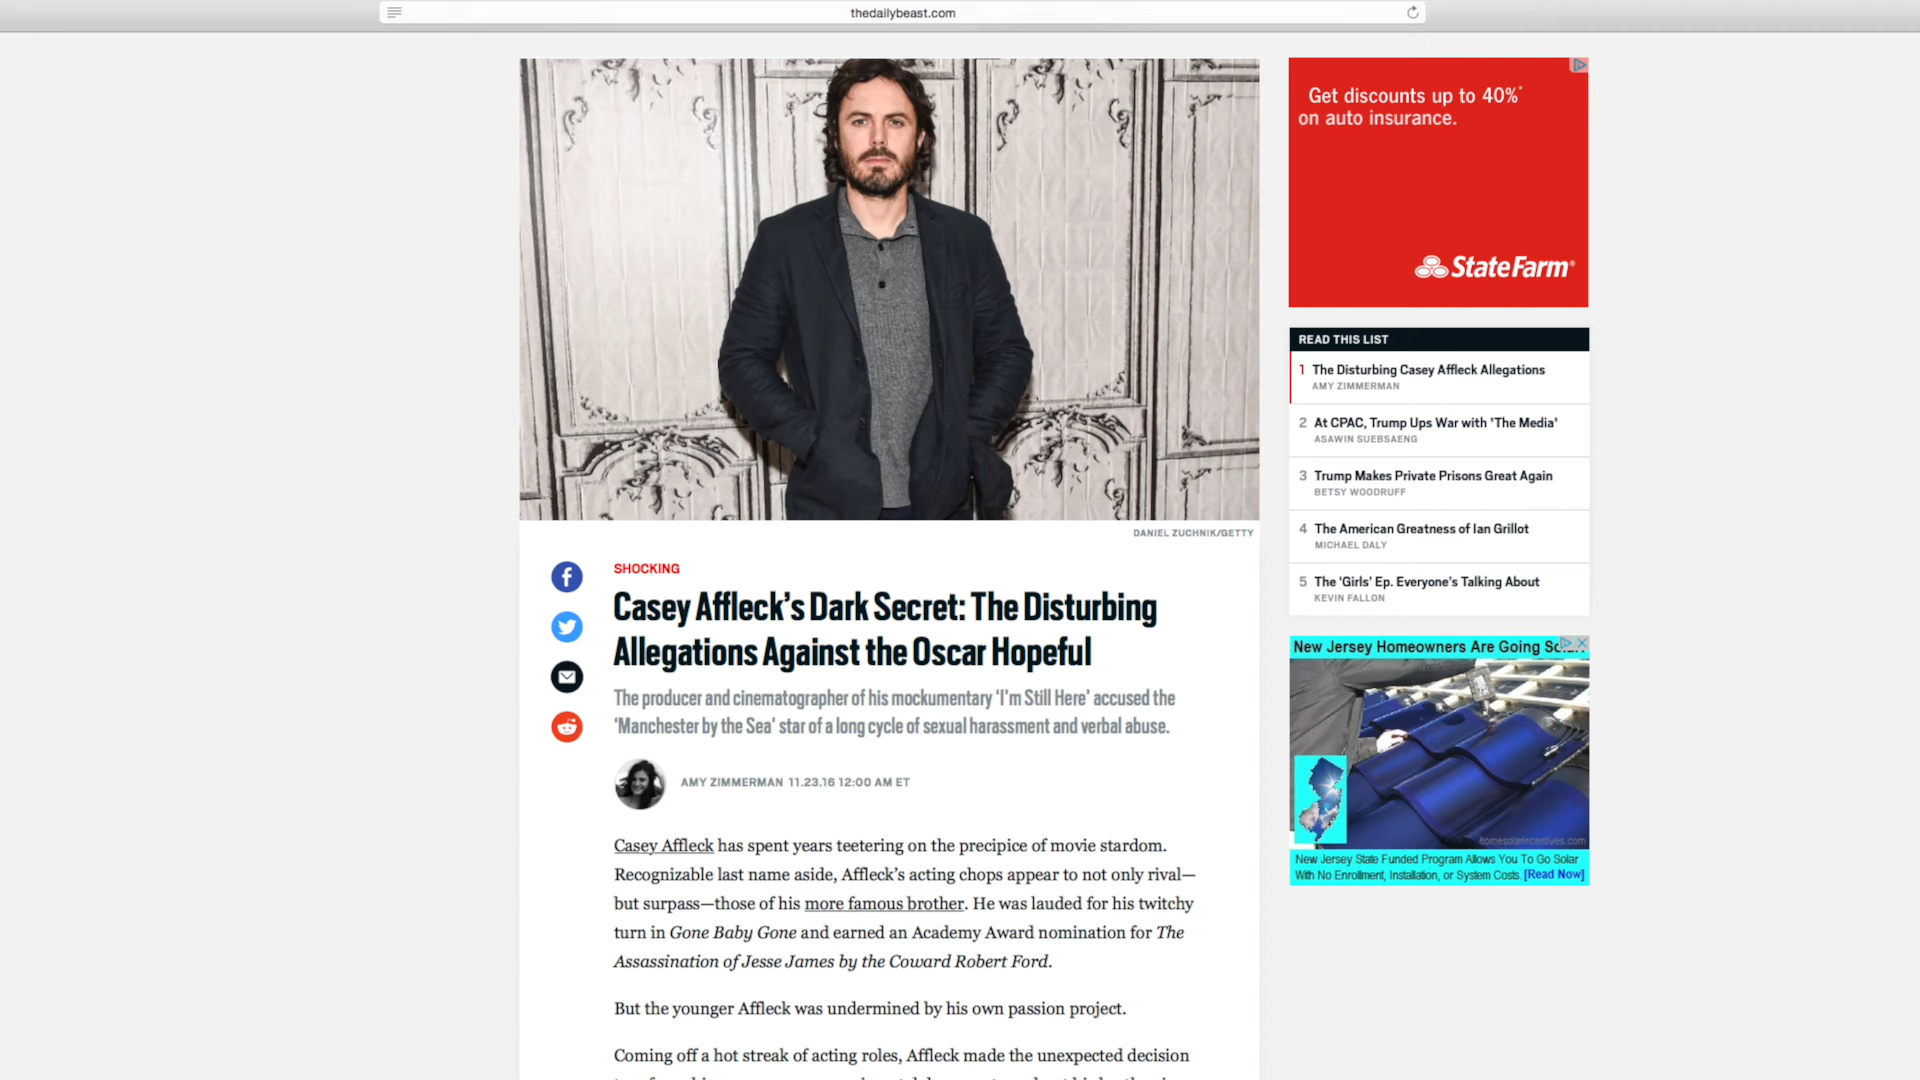 thedailybeast.com
Get discounts up to 40%*
on auto insurance.
StateFarm®
READ THIS LIST
1 The Disturbing Casey Affleck Allegations
AMY ZIMMERMAN
2 At CPAC, Trump Ups War with 'The Media'
ASAWIN SUEBSAENG
3 Trump Makes Private Prisons Great Again
BETSY WOODRUFF
4 The American Greatness of Ian Grillot
MICHAEL DALY
5 The 'Girls' Ep. Everyone's Talking About
KEVIN FALLON
New Jersey Homeowners Are Going
homesolarincentives.com
New Jersey State Funded Program Allows You To Go Solar
With No Enrollment, Installation, or System Costs. [Read Now]
DANIEL ZUCHNIK/GETTY
SHOCKING
Casey Affleck's Dark Secret: The Disturbing
Allegations Against the Oscar Hopeful
The producer and cinematographer of his mockumentary 'I'm Still Here' accused the
'Manchester by the Sea' star of a long cycle of sexual harassment and verbal abuse.
AMY ZIMMERMAN 11.23.16 12:00 AM ET
Casey Affleck has spent years teetering on the precipice of movie stardom.
Recognizable last name aside, Affleck's acting chops appear to not only rival—
but surpass—those of his more famous brother. He was lauded for his twitchy
turn in Gone Baby Gone and earned an Academy Award nomination for The
Assassination of Jesse James by the Coward Robert Ford.
But the younger Affleck was undermined by his own passion project.
Coming off a hot streak of acting roles, Affleck made the unexpected decision